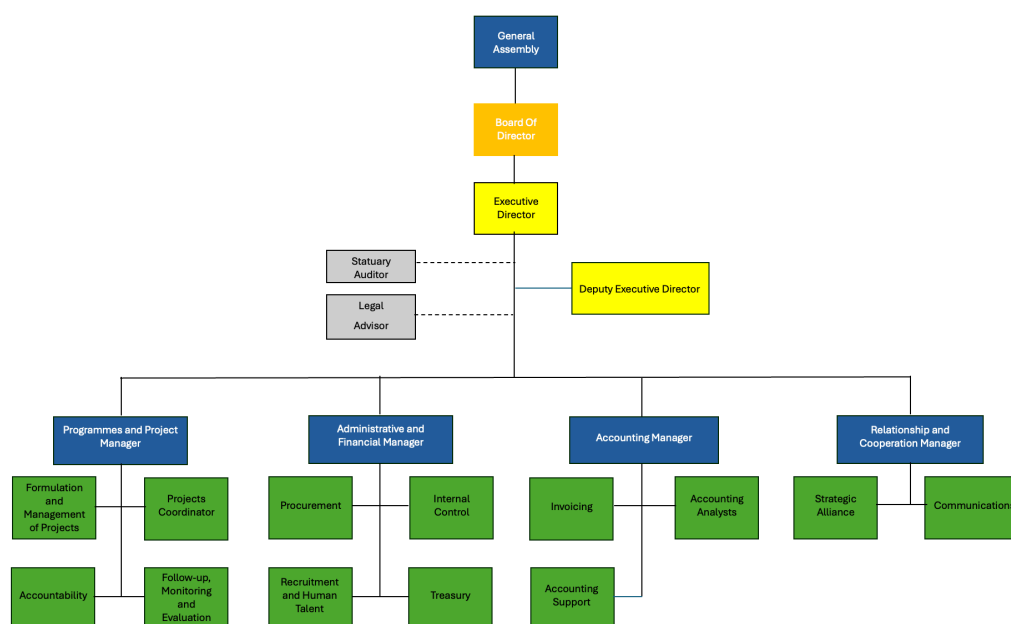 General
Assembly
Board Of
Director
Executive
Director
Statuary
Auditor
Deputy Executive Director
Legal
Advisor
Programmes and Project
Manager
Administrative and
Financial Manager
Accounting Manager
Relationship and
Cooperation Manager
Formulation
and
Management
of Projects
Projects
Coordinator
Procurement
Internal
Control
Invoicing
Accounting
Analysts
Strategic
Alliance
Communications
Accountability
Follow-up,
Monitoring
and
Evaluation
Recruitment
and Human
Talent
Treasury
Accounting
Support